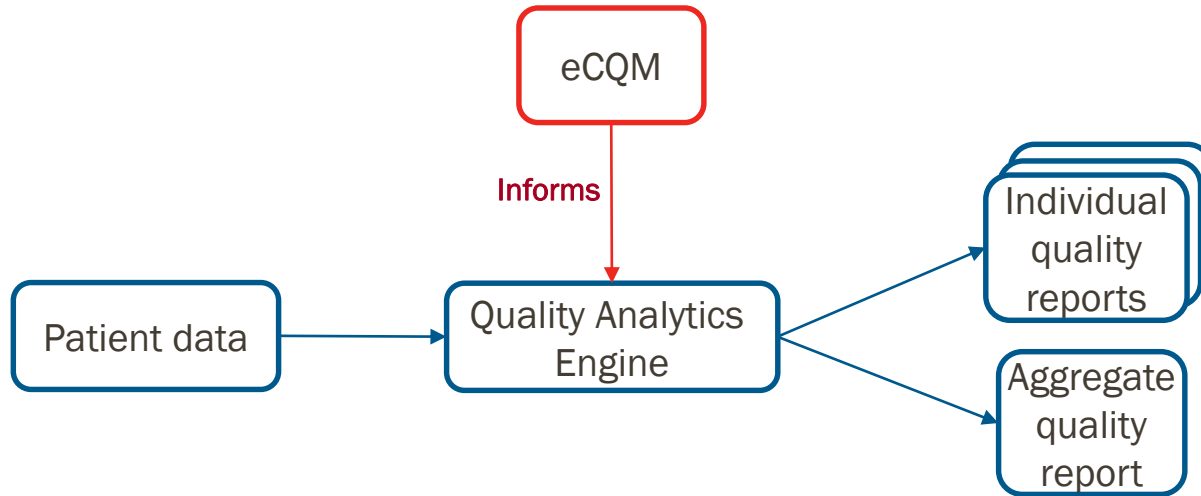 eCQM
Informs
Individual
quality
reports
Patient data
Quality Analytics
Engine
Aggregate
quality
report